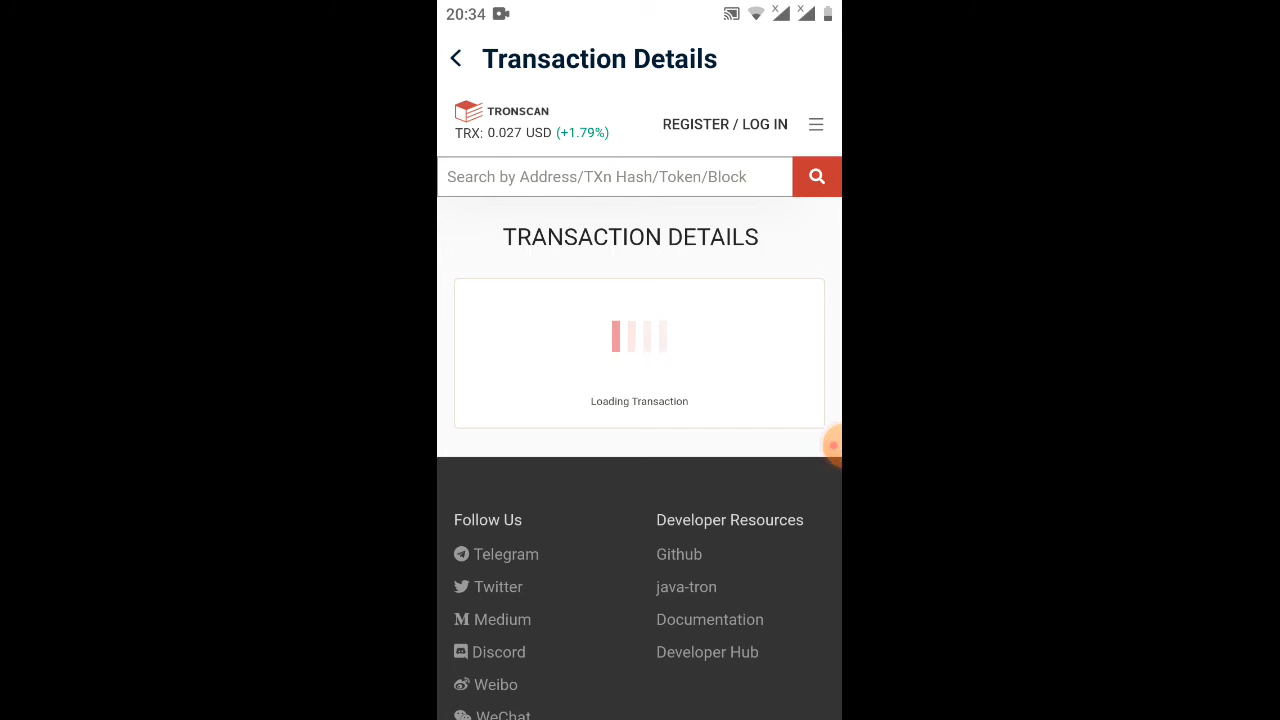 20:34
Transaction Details
TRONSCAN
TRX: 0.027 USD (+1.79%)
REGISTER / LOG IN
Search by Address/TXn Hash/Token/Block
TRANSACTION DETAILS
Loading Transaction
Follow Us
Telegram
Twitter
Medium
Discord
Weibo
WeChat
Developer Resources
Github
java-tron
Documentation
Developer Hub